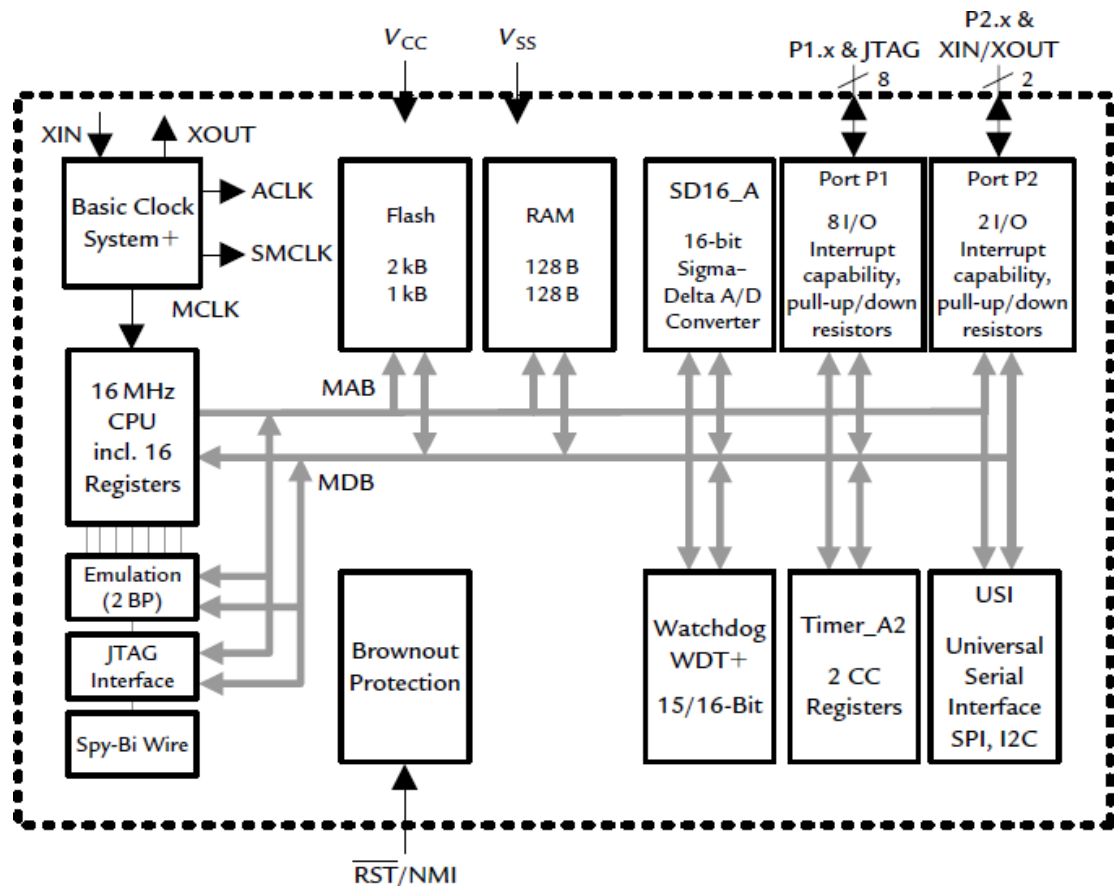 V_CC
V_SS
P1.x & JTAG
8
P2.x &
XIN/XOUT
2
XIN
XOUT
Basic Clock
System+
ACLK
SMCLK
MCLK
Flash
2 kB
1 kB
RAM
128 B
128 B
SD16_A
16-bit
Sigma–
Delta A/D
Converter
Port P1
8 I/O
Interrupt
capability,
pull-up/down
resistors
Port P2
2 I/O
Interrupt
capability,
pull-up/down
resistors
16 MHz
CPU
incl. 16
Registers
MAB
MDB
Emulation
(2 BP)
JTAG
Interface
Spy-Bi Wire
Brownout
Protection
Watchdog
WDT+
15/16-Bit
Timer_A2
2 CC
Registers
USI
Universal
Serial
Interface
SPI, I2C
R̅S̅T̅/NMI